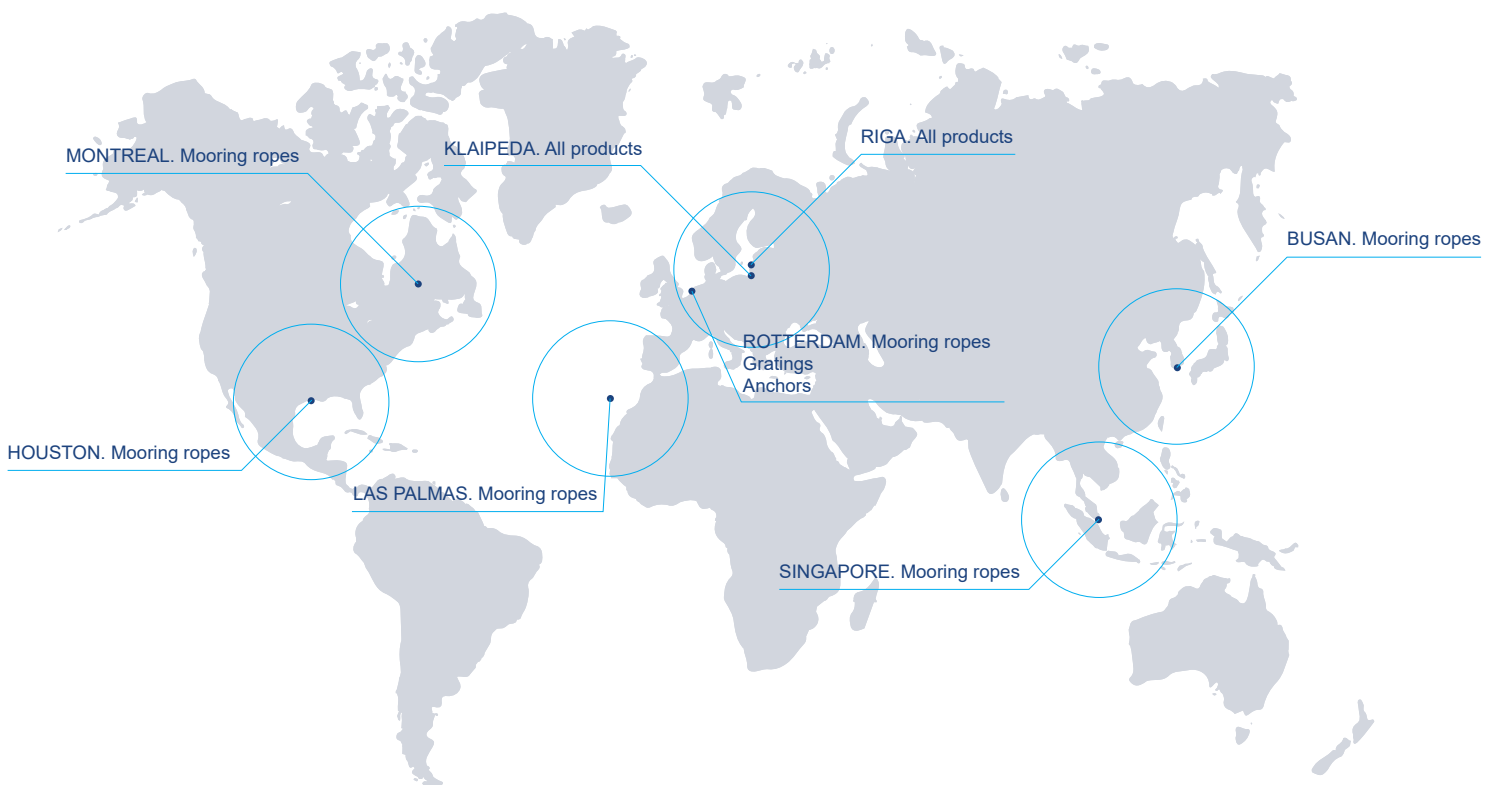 RIGA. All products
KLAIPEDA. All products
MONTREAL. Mooring ropes
BUSAN. Mooring ropes
ROTTERDAM. Mooring ropes
Gratings
Anchors
HOUSTON. Mooring ropes
LAS PALMAS. Mooring ropes
SINGAPORE. Mooring ropes